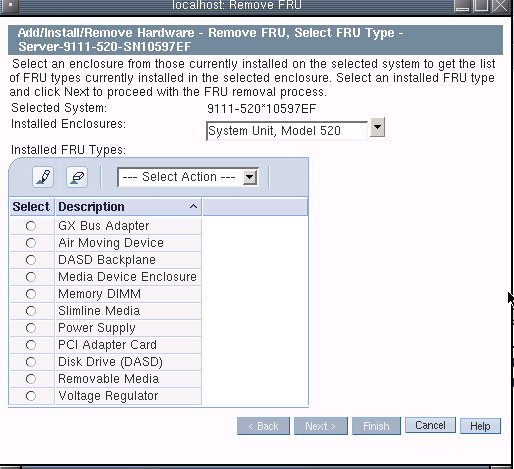 localhost: Remove FRU
Add/Install/Remove Hardware - Remove FRU, Select FRU Type -
Server-9111-520-SN10597EF
Select an enclosure from those currently installed on the selected system to get the list
of FRU types currently installed in the selected enclosure. Select an installed FRU type
and click Next to proceed with the FRU removal process.
Selected System: 9111-520*10597EF
Installed Enclosures: System Unit, Model 520
Installed FRU Types:
--- Select Action ---
Select Description ^
GX Bus Adapter
Air Moving Device
DASD Backplane
Media Device Enclosure
Memory DIMM
Slimline Media
Power Supply
PCI Adapter Card
Disk Drive (DASD)
Removable Media
Voltage Regulator
< Back Next > Finish Cancel Help